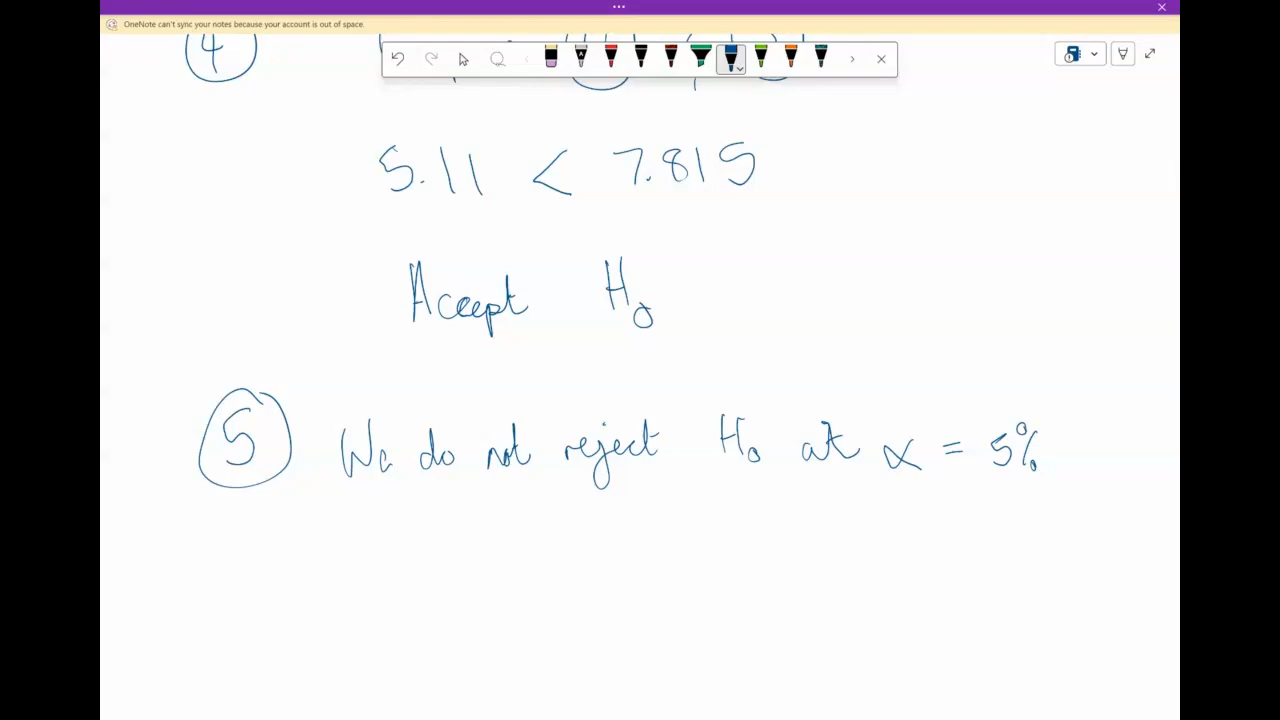 OneNote can't sync your notes because your account is out of space.
4
5.11 < 7.815
Accept H₀
5 We do not reject H₀ at α = 5%